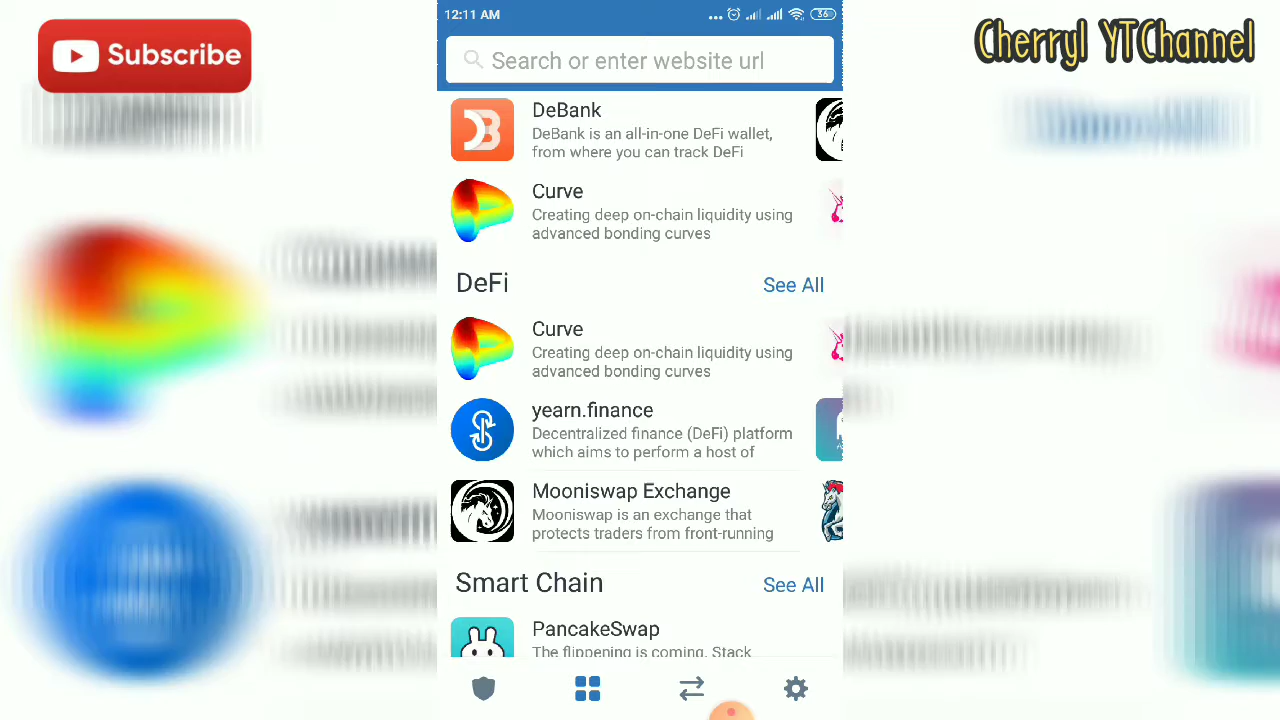 Subscribe
Cherryl YTChannel
12:11 AM
36
Search or enter website url
DeBank
DeBank is an all-in-one DeFi wallet,
from where you can track DeFi
Curve
Creating deep on-chain liquidity using
advanced bonding curves
DeFi
See All
Curve
Creating deep on-chain liquidity using
advanced bonding curves
yearn.finance
Decentralized finance (DeFi) platform
which aims to perform a host of
Mooniswap Exchange
Mooniswap is an exchange that
protects traders from front-running
Smart Chain
See All
PancakeSwap
The flippening is coming. Stack